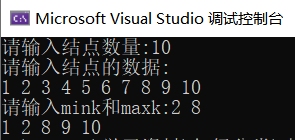 Microsoft Visual Studio 调试控制台
请输入结点数量:10
请输入结点的数据:
1 2 3 4 5 6 7 8 9 10
请输入mink和maxk:2 8
1 2 8 9 10